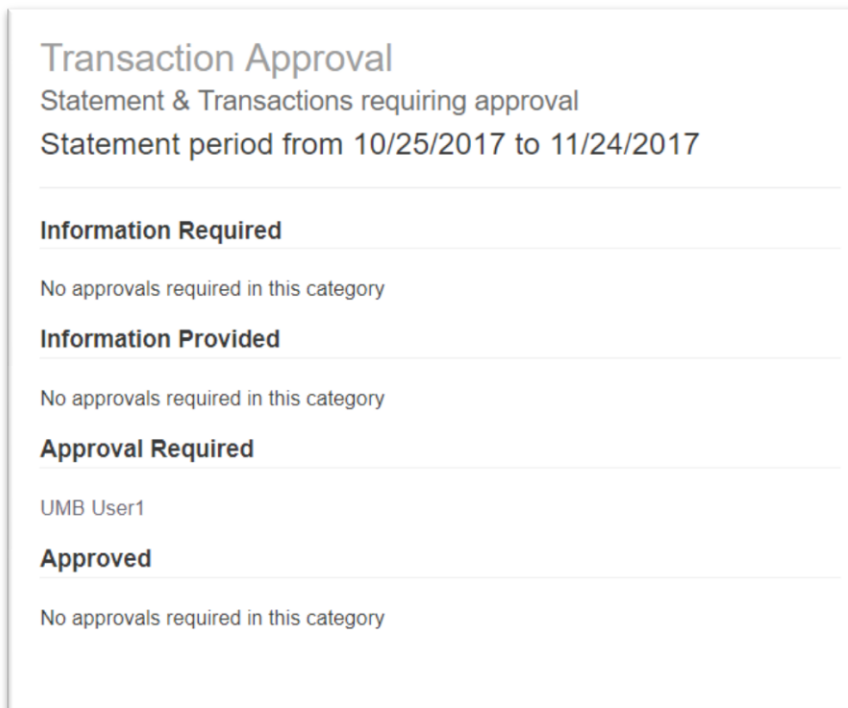 Transaction Approval
Statement & Transactions requiring approval
Statement period from 10/25/2017 to 11/24/2017
Information Required
No approvals required in this category
Information Provided
No approvals required in this category
Approval Required
UMB User1
Approved
No approvals required in this category